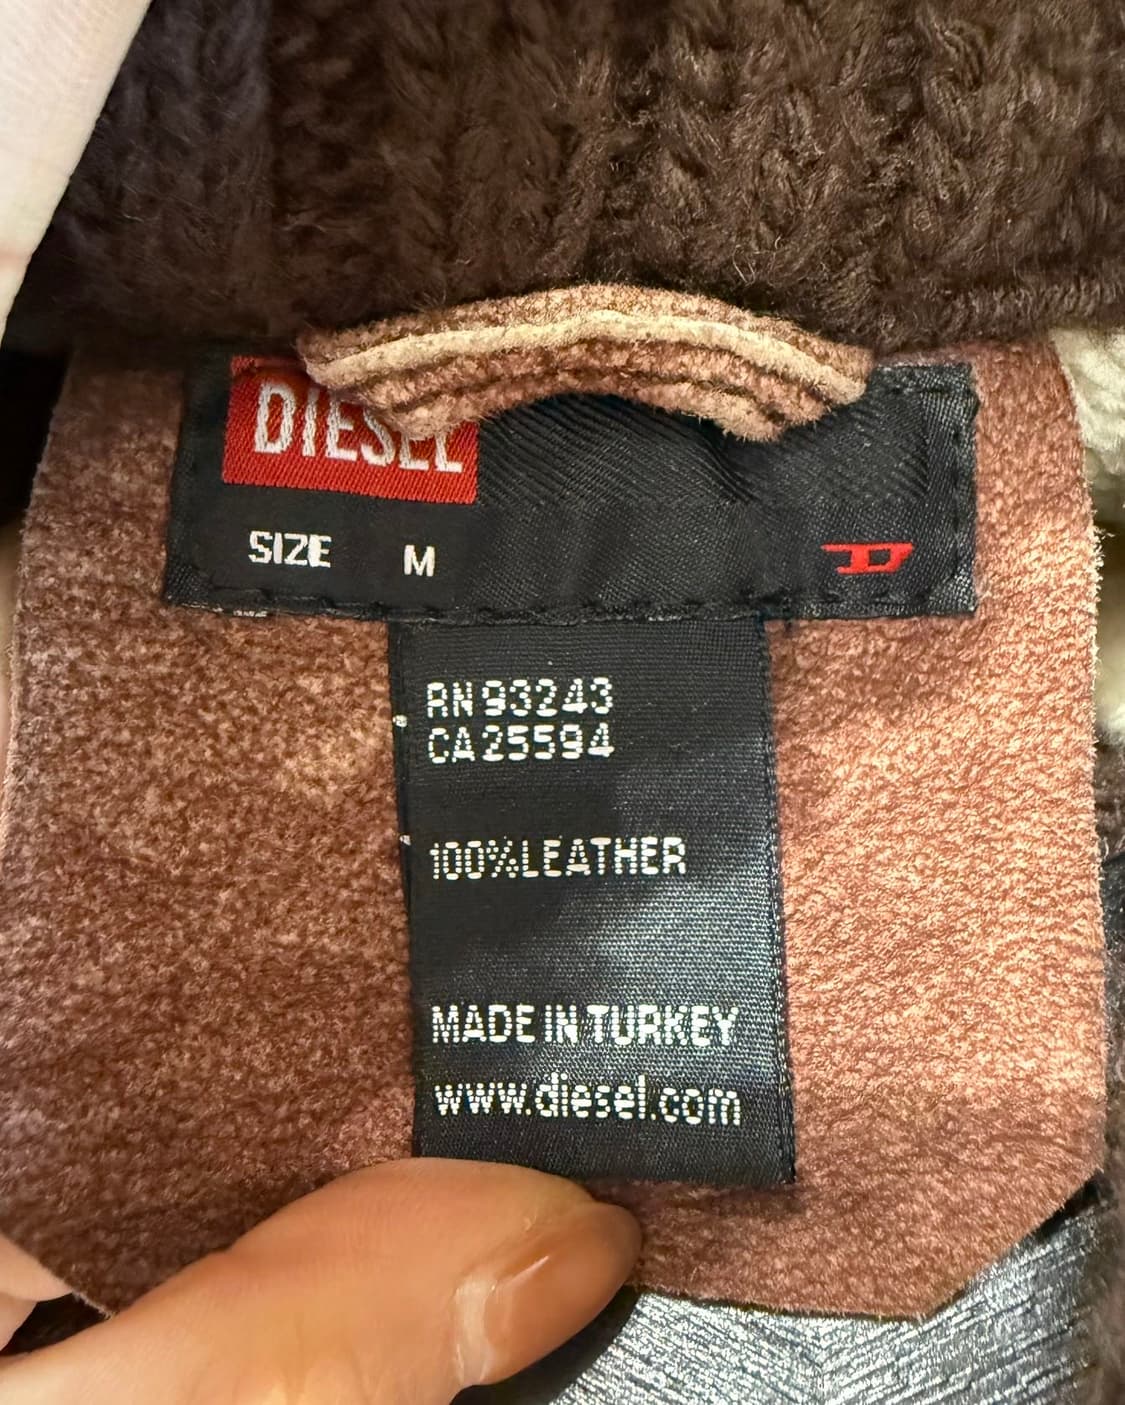 DIESEL
SIZE M
D
RN 93243
CA 25594
100%LEATHER
MADE IN TURKEY
www.diesel.com